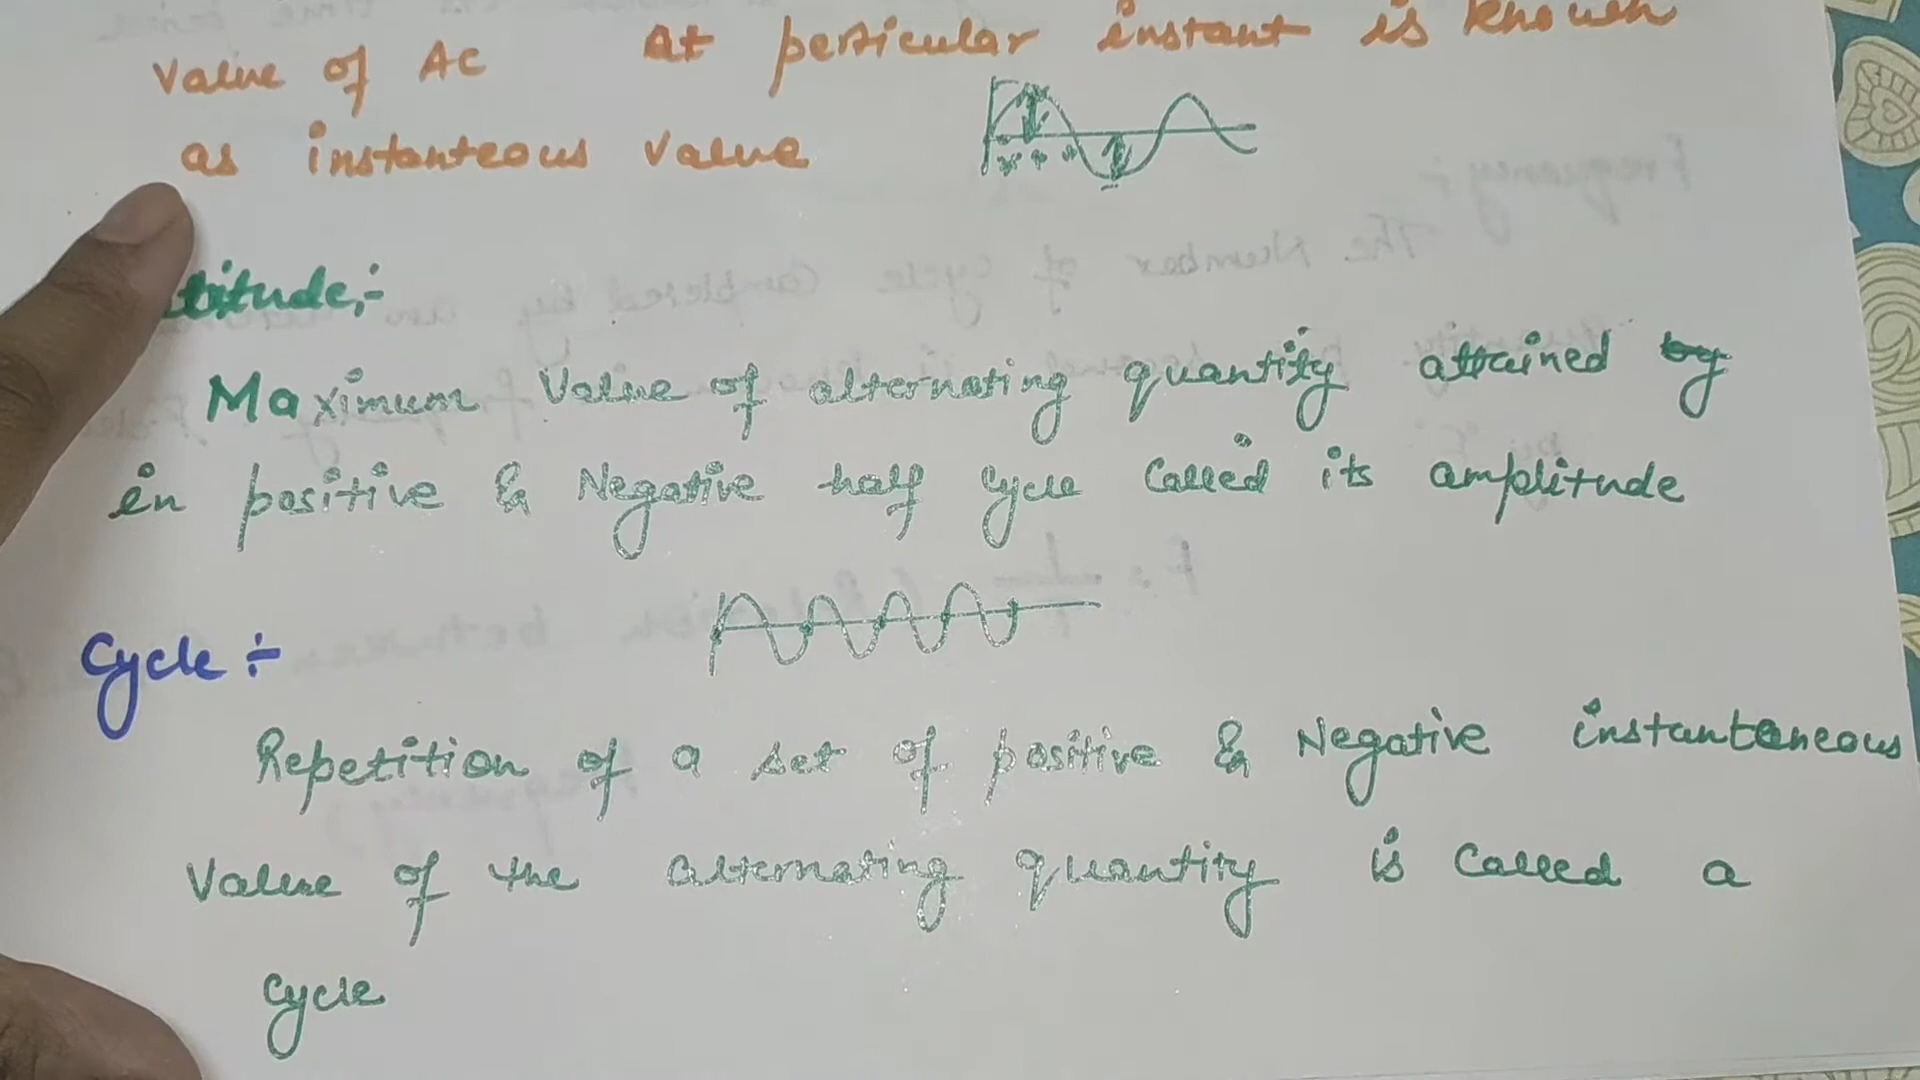 value of AC at perticular instant is known
as instanteous value
titude:-
Maximum Value of alternating quantity attained by
in positive & Negative half cycle called its amplitude
Cycle :-
Repetition of a set of positive & Negative instantaneous
Value of the alternating quantity is called a
cycle